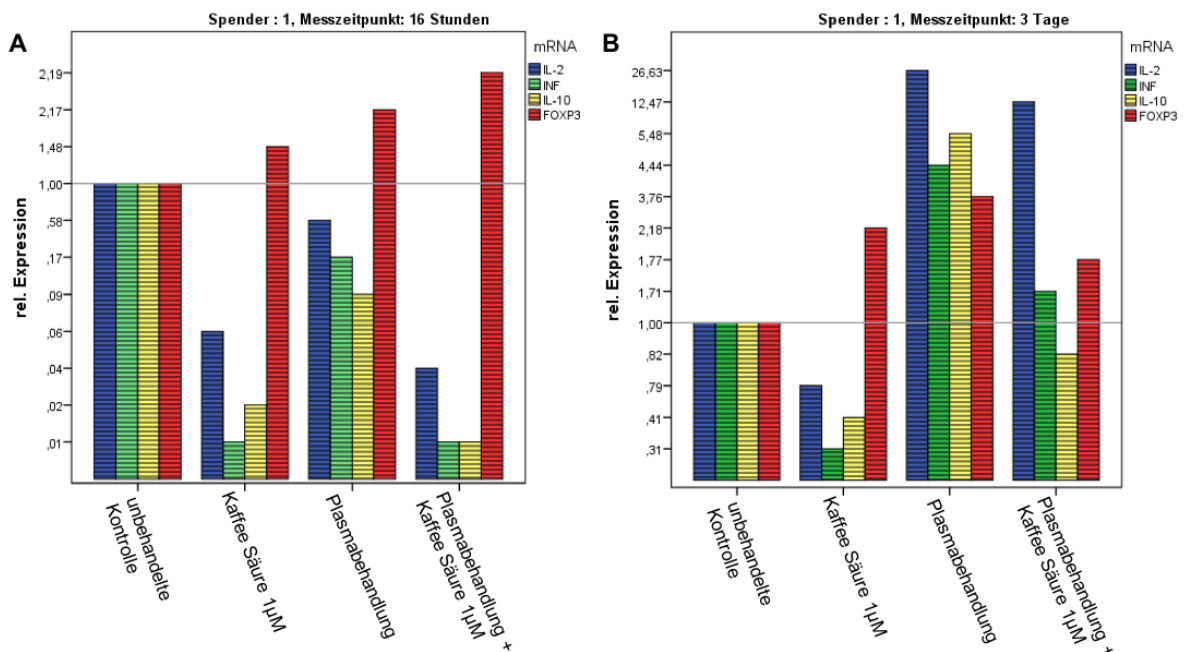 A
Spender : 1, Messzeitpunkt: 16 Stunden
mRNA
IL-2
INF
IL-10
FOXP3
rel. Expression
2,19
2,17
1,48
1,00
,58
,17
,09
,06
,04
,02
,01
unbehandelte
Kontrolle
Kaffee Säure 1µM
Plasmabehandlung
Plasmabehandlung +
Kaffee Säure 1µM
B
Spender : 1, Messzeitpunkt: 3 Tage
mRNA
IL-2
INF
IL-10
FOXP3
rel. Expression
26,63
12,47
5,48
4,44
3,76
2,18
1,77
1,71
1,00
,82
,79
,41
,31
unbehandelte
Kontrolle
Kaffee Säure 1µM
Plasmabehandlung
Plasmabehandlung +
Kaffee Säure 1µM